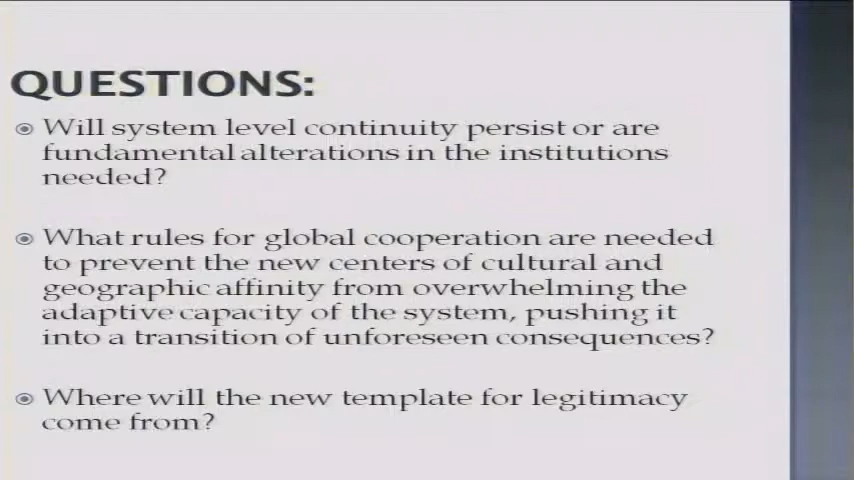 QUESTIONS:
Will system level continuity persist or are
fundamental alterations in the institutions
needed?
What rules for global cooperation are needed
to prevent the new centers of cultural and
geographic affinity from overwhelming the
adaptive capacity of the system, pushing it
into a transition of unforeseen consequences?
Where will the new template for legitimacy
come from?